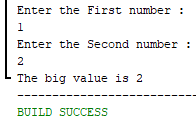 Enter the First number :
1
Enter the Second number :
2
The big value is 2
------------------------
BUILD SUCCESS